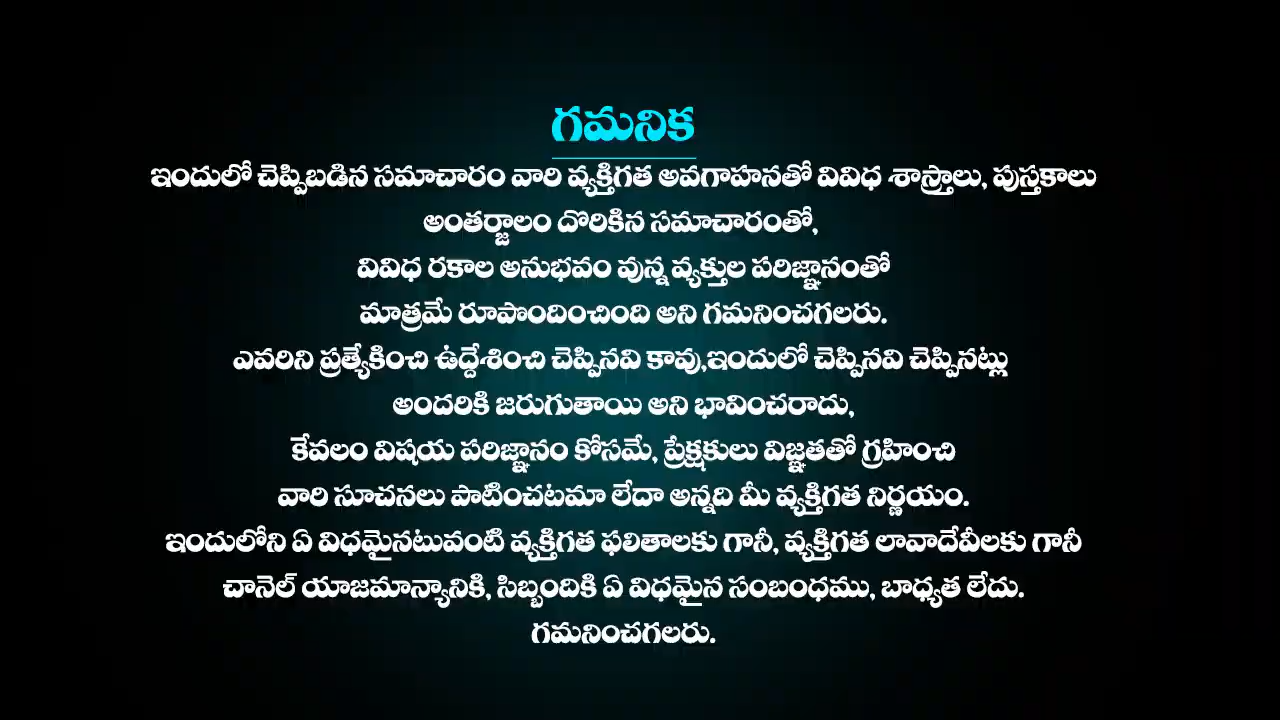 గమనిక
ఇందులో చెప్పిబడిన సమాచారం వారి వ్యక్తిగత అవగాహనతో వివిధ శాస్త్రాలు, పుస్తకాలు
అంతర్జాలం దొరికిన సమాచారంతో,
వివిధ రకాల అనుభవం వున్న వ్యక్తుల పరిజ్ఞానంతో
మాత్రమే రూపొందించింది అని గమనించగలరు.
ఎవరిని ప్రత్యేకించి ఉద్దేశించి చెప్పినవి కావు,ఇందులో చెప్పినవి చెప్పినట్లు
అందరికి జరుగుతాయి అని భావించరాదు,
కేవలం విషయ పరిజ్ఞానం కోసమే, ప్రేక్షకులు విజ్ఞతతో గ్రహించి
వారి సూచనలు పాటించటమా లేదా అన్నది మీ వ్యక్తిగత నిర్ణయం.
ఇందులోని ఏ విధమైనటువంటి వ్యక్తిగత ఫలితాలకు గానీ, వ్యక్తిగత లావాదేవీలకు గానీ
చానెల్ యాజమాన్యానికి, సిబ్బందికి ఏ విధమైన సంబంధము, బాధ్యత లేదు.
గమనించగలరు.